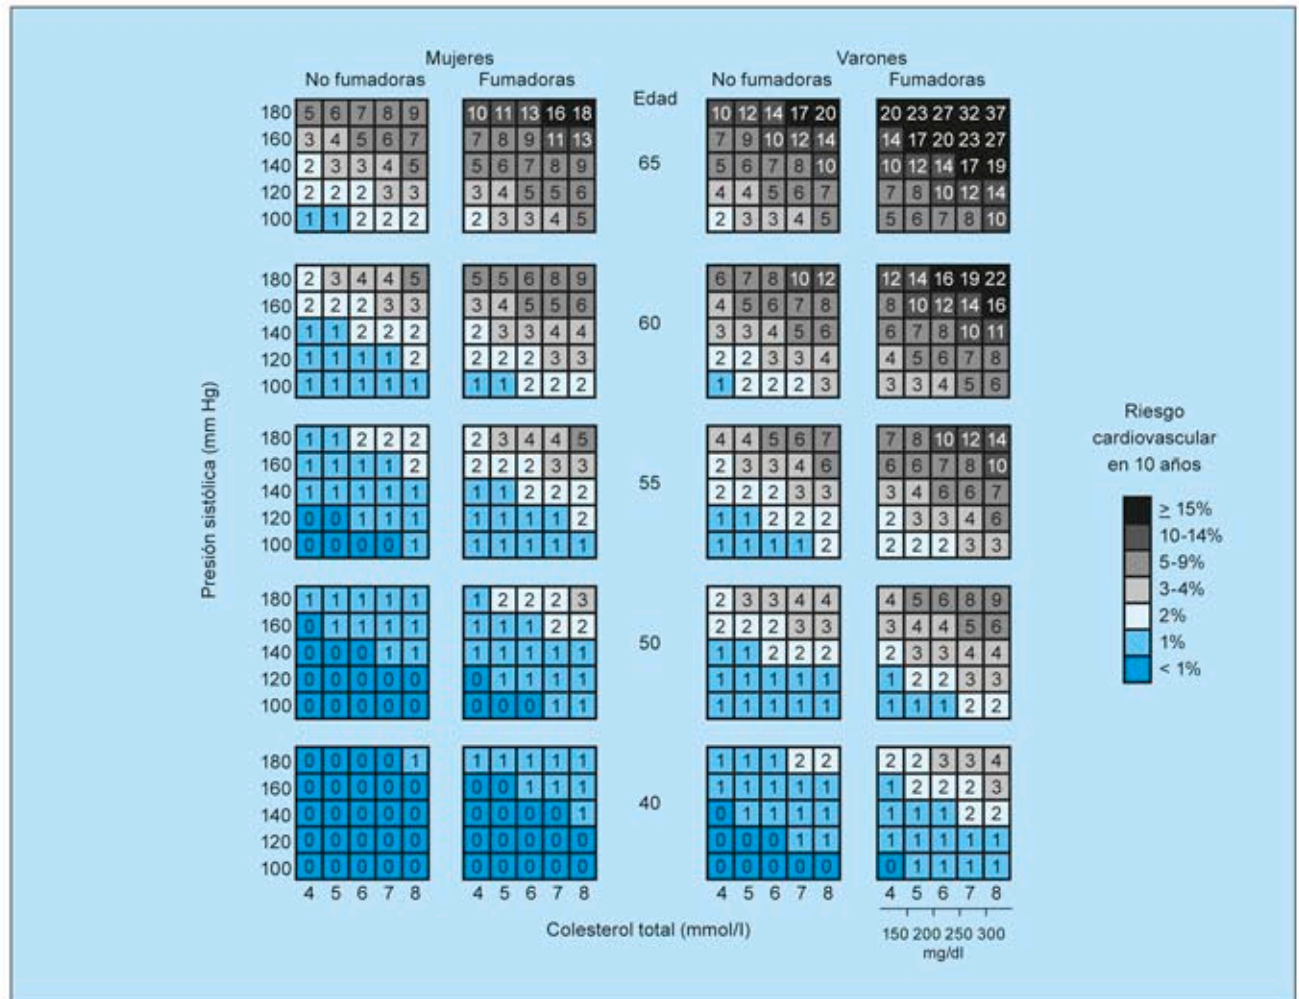 Mujeres Varones
No fumadoras Fumadoras No fumadoras Fumadoras
Edad
180 5 6 7 8 9 10 11 13 16 18 10 12 14 17 20 20 23 27 32 37
160 3 4 5 6 7 7 8 9 11 13 7 9 10 12 14 14 17 20 23 27
65
140 2 3 3 4 5 5 6 7 8 9 5 6 7 8 10 10 12 14 17 19
120 2 2 2 3 3 3 4 5 5 6 4 4 5 6 7 7 8 10 12 14
100 1 1 2 2 2 2 3 3 4 5 2 3 3 4 5 5 6 7 8 10
180 2 3 4 4 5 5 5 6 8 9 6 7 8 10 12 12 14 16 19 22
160 2 2 2 3 3 3 4 5 5 6 4 5 6 7 8 8 10 12 14 16
60
140 1 1 2 2 2 2 3 3 4 4 3 3 4 5 6 6 7 8 10 11
120 1 1 1 1 2 2 2 2 3 3 2 2 3 3 4 4 5 6 7 8
100 1 1 1 1 1 1 1 2 2 2 1 2 2 2 3 3 3 4 5 6
180 1 1 2 2 2 2 3 4 4 5 4 4 5 6 7 7 8 10 12 14
160 1 1 1 1 2 2 2 2 3 3 2 3 3 4 6 6 6 7 8 10
55
140 1 1 1 1 1 1 1 2 2 2 2 2 2 3 3 3 4 6 6 7
120 0 0 1 1 1 1 1 1 1 2 1 1 2 2 2 2 3 3 4 6
100 0 0 0 0 1 1 1 1 1 1 1 1 1 1 2 2 2 2 3 3
180 1 1 1 1 1 1 2 2 2 3 2 3 3 4 4 4 5 6 8 9
160 0 1 1 1 1 1 1 1 2 2 2 2 2 3 3 3 4 4 5 6
50
140 0 0 0 1 1 1 1 1 1 1 1 1 2 2 2 2 3 3 4 4
120 0 0 0 0 0 0 1 1 1 1 1 1 1 1 1 1 2 2 3 3
100 0 0 0 0 0 0 0 0 1 1 1 1 1 1 1 1 1 1 2 2
180 0 0 0 0 1 1 1 1 1 1 1 1 1 2 2 2 2 3 3 4
160 0 0 0 0 0 0 0 1 1 1 1 1 1 1 1 1 2 2 2 3
40
140 0 0 0 0 0 0 0 0 0 1 0 1 1 1 1 1 1 1 2 2
120 0 0 0 0 0 0 0 0 0 0 0 0 0 1 1 1 1 1 1 1
100 0 0 0 0 0 0 0 0 0 0 0 0 0 0 0 0 1 1 1 1
4 5 6 7 8 4 5 6 7 8 4 5 6 7 8 4 5 6 7 8
Presión sistólica (mm Hg)
Colesterol total (mmol/l)
150 200 250 300
mg/dl
Riesgo
cardiovascular
en 10 años
≥ 15%
10-14%
5-9%
3-4%
2%
1%
< 1%